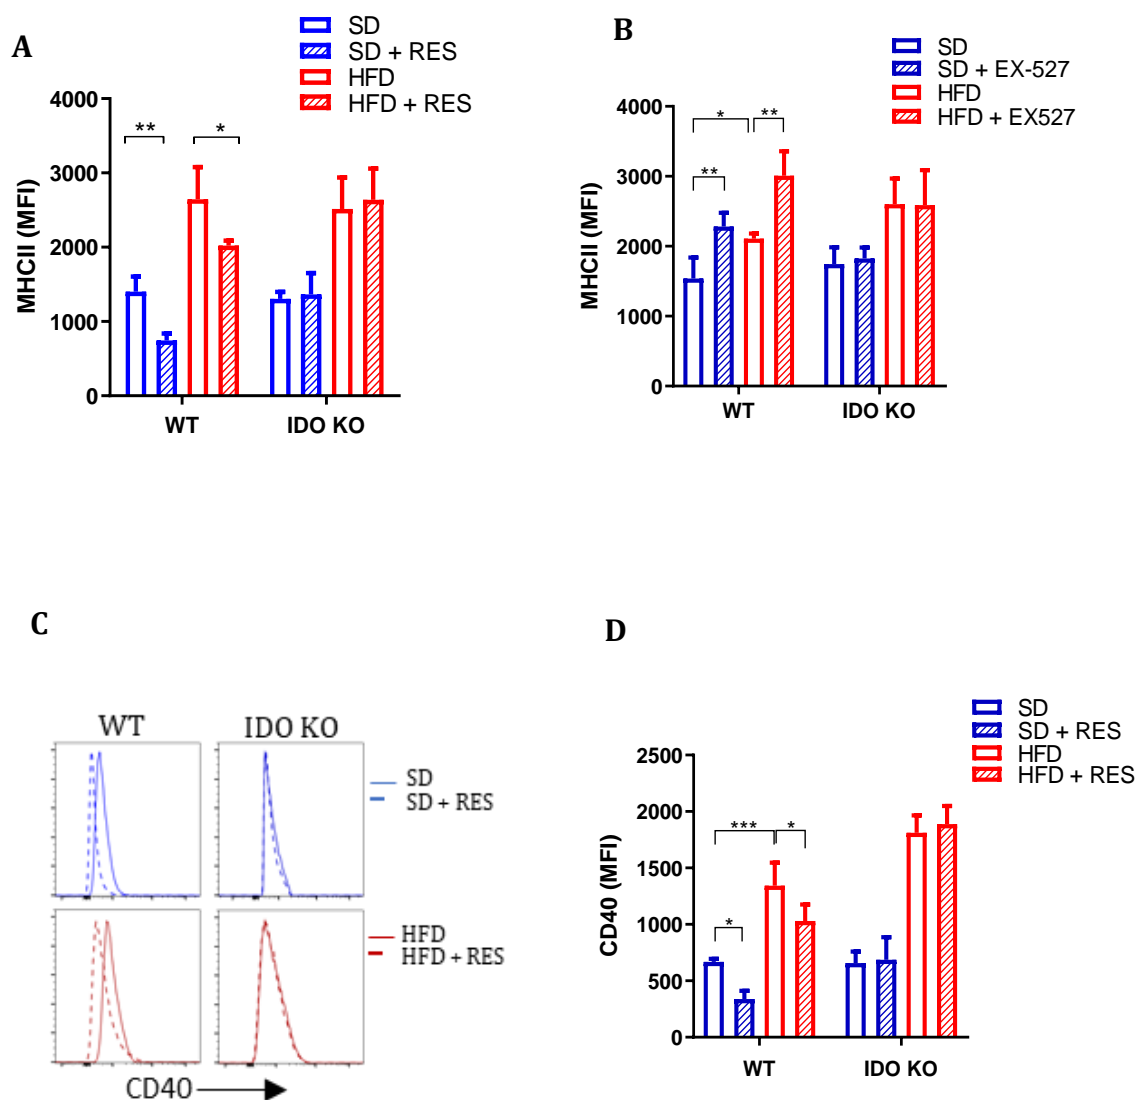 A
SD
SD + RES
HFD
HFD + RES
4000
3000
2000
1000
0
MHCII (MFI)
**
*
WT
IDO KO
B
SD
SD + EX-527
HFD
HFD + EX527
4000
3000
2000
1000
0
MHCII (MFI)
*
**
**
WT
IDO KO
C
WT
IDO KO
SD
SD + RES
HFD
HFD + RES
CD40
D
SD
SD + RES
HFD
HFD + RES
2500
2000
1500
1000
500
0
CD40 (MFI)
***
*
*
WT
IDO KO